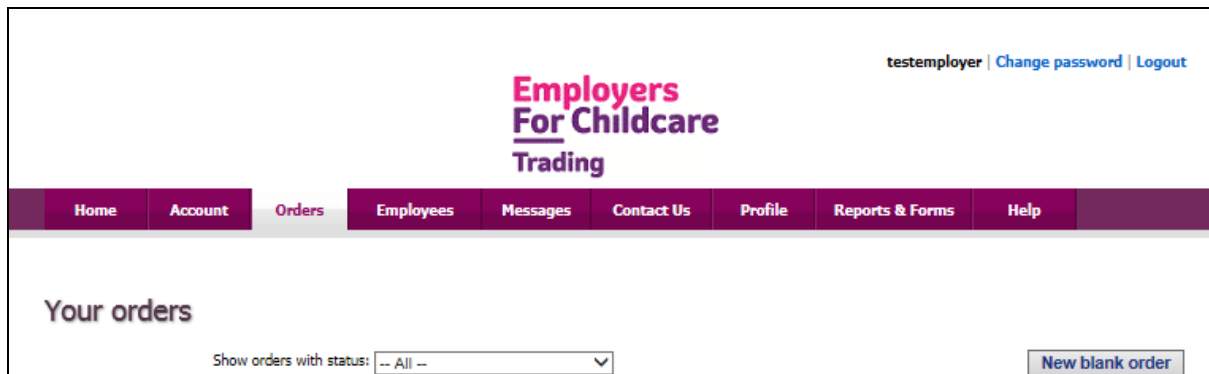 testemployer | Change password | Logout
Employers
For Childcare
Trading
Home Account Orders Employees Messages Contact Us Profile Reports & Forms Help
Your orders
Show orders with status: -- All -- New blank order